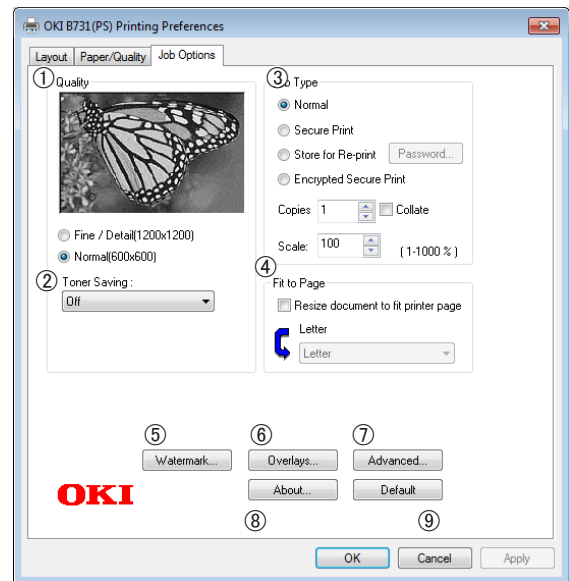 OKI B731(PS) Printing Preferences
Layout Paper/Quality Job Options
① Quality
Fine / Detail(1200x1200)
Normal(600x600)
② Toner Saving :
Off
③ Type
Normal
Secure Print
Store for Re-print Password...
Encrypted Secure Print
Copies 1 Collate
Scale: 100 ( 1-1000 % )
④
Fit to Page
Resize document to fit printer page
Letter
Letter
⑤ ⑥ ⑦
Watermark... Overlays... Advanced...
OKI
About... Default
⑧ ⑨
OK Cancel Apply